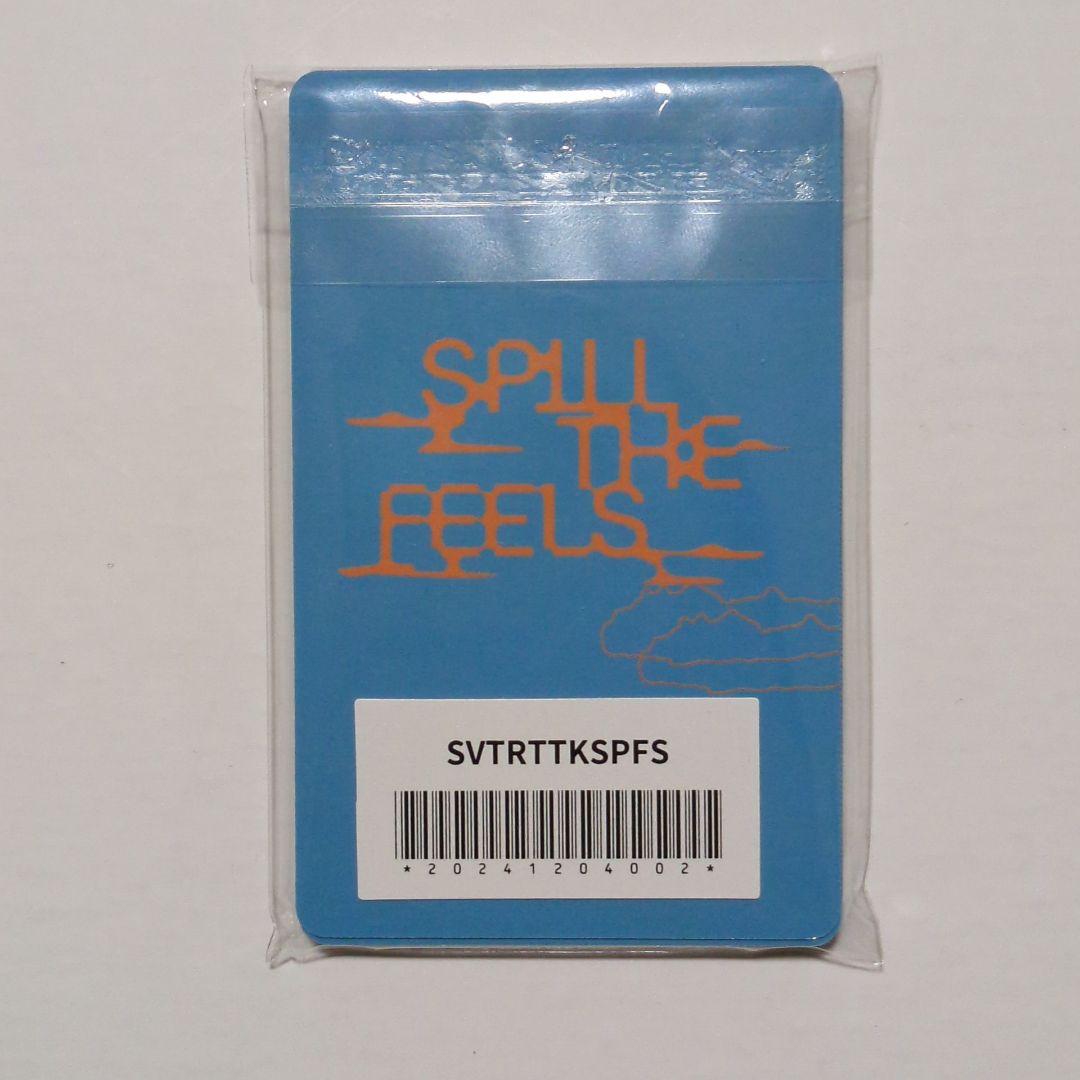 SPILL
THE
FEELS
SVTRTTKSPFS
*20241204002*